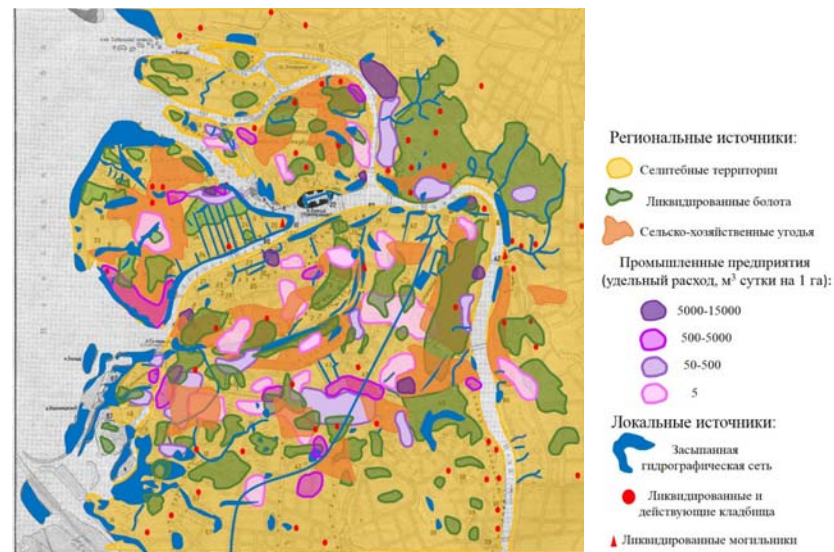 Региональные источники:
Селитебные территории
Ликвидированные болота
Сельско-хозяйственные угодья
Промышленные предприятия
(удельный расход, м³ сутки на 1 га):
5000-15000
500-5000
50-500
5
Локальные источники:
Засыпанная
гидрографическая сеть
Ликвидированные и
действующие кладбища
Ликвидированные могильники